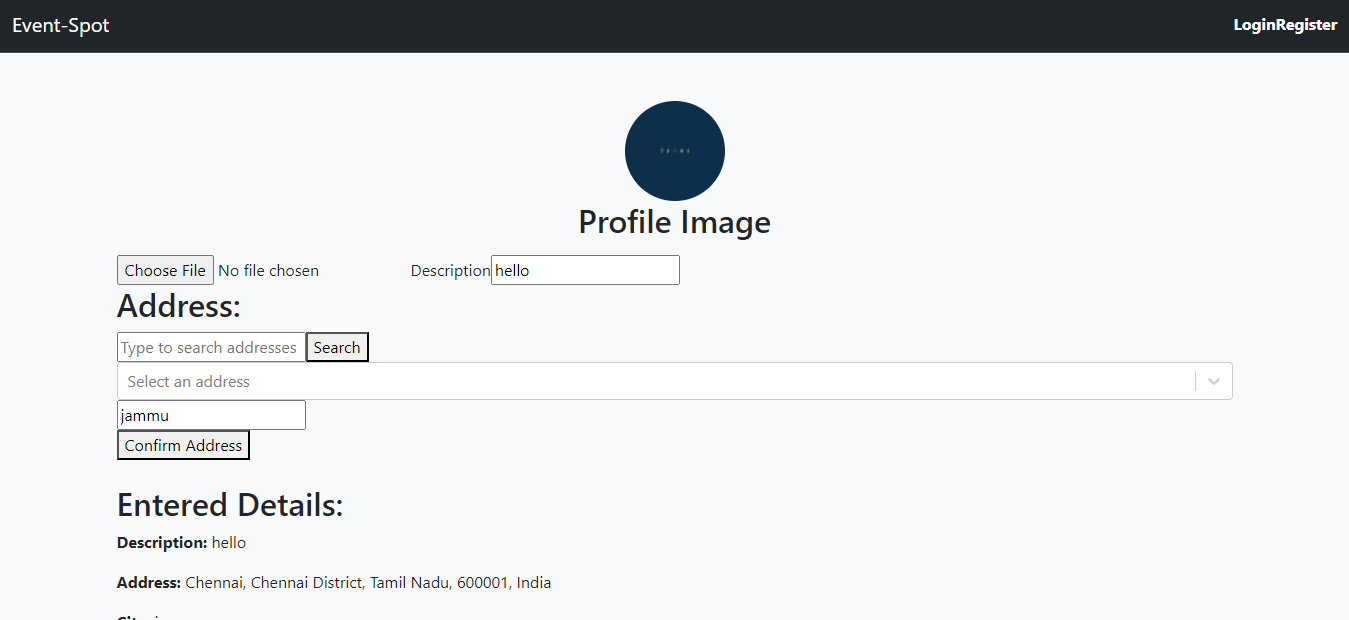 Event-Spot LoginRegister
Profile Image
Choose File No file chosen Description hello
Address:
Type to search addresses Search
Select an address
jammu
Confirm Address
Entered Details:
Description: hello
Address: Chennai, Chennai District, Tamil Nadu, 600001, India